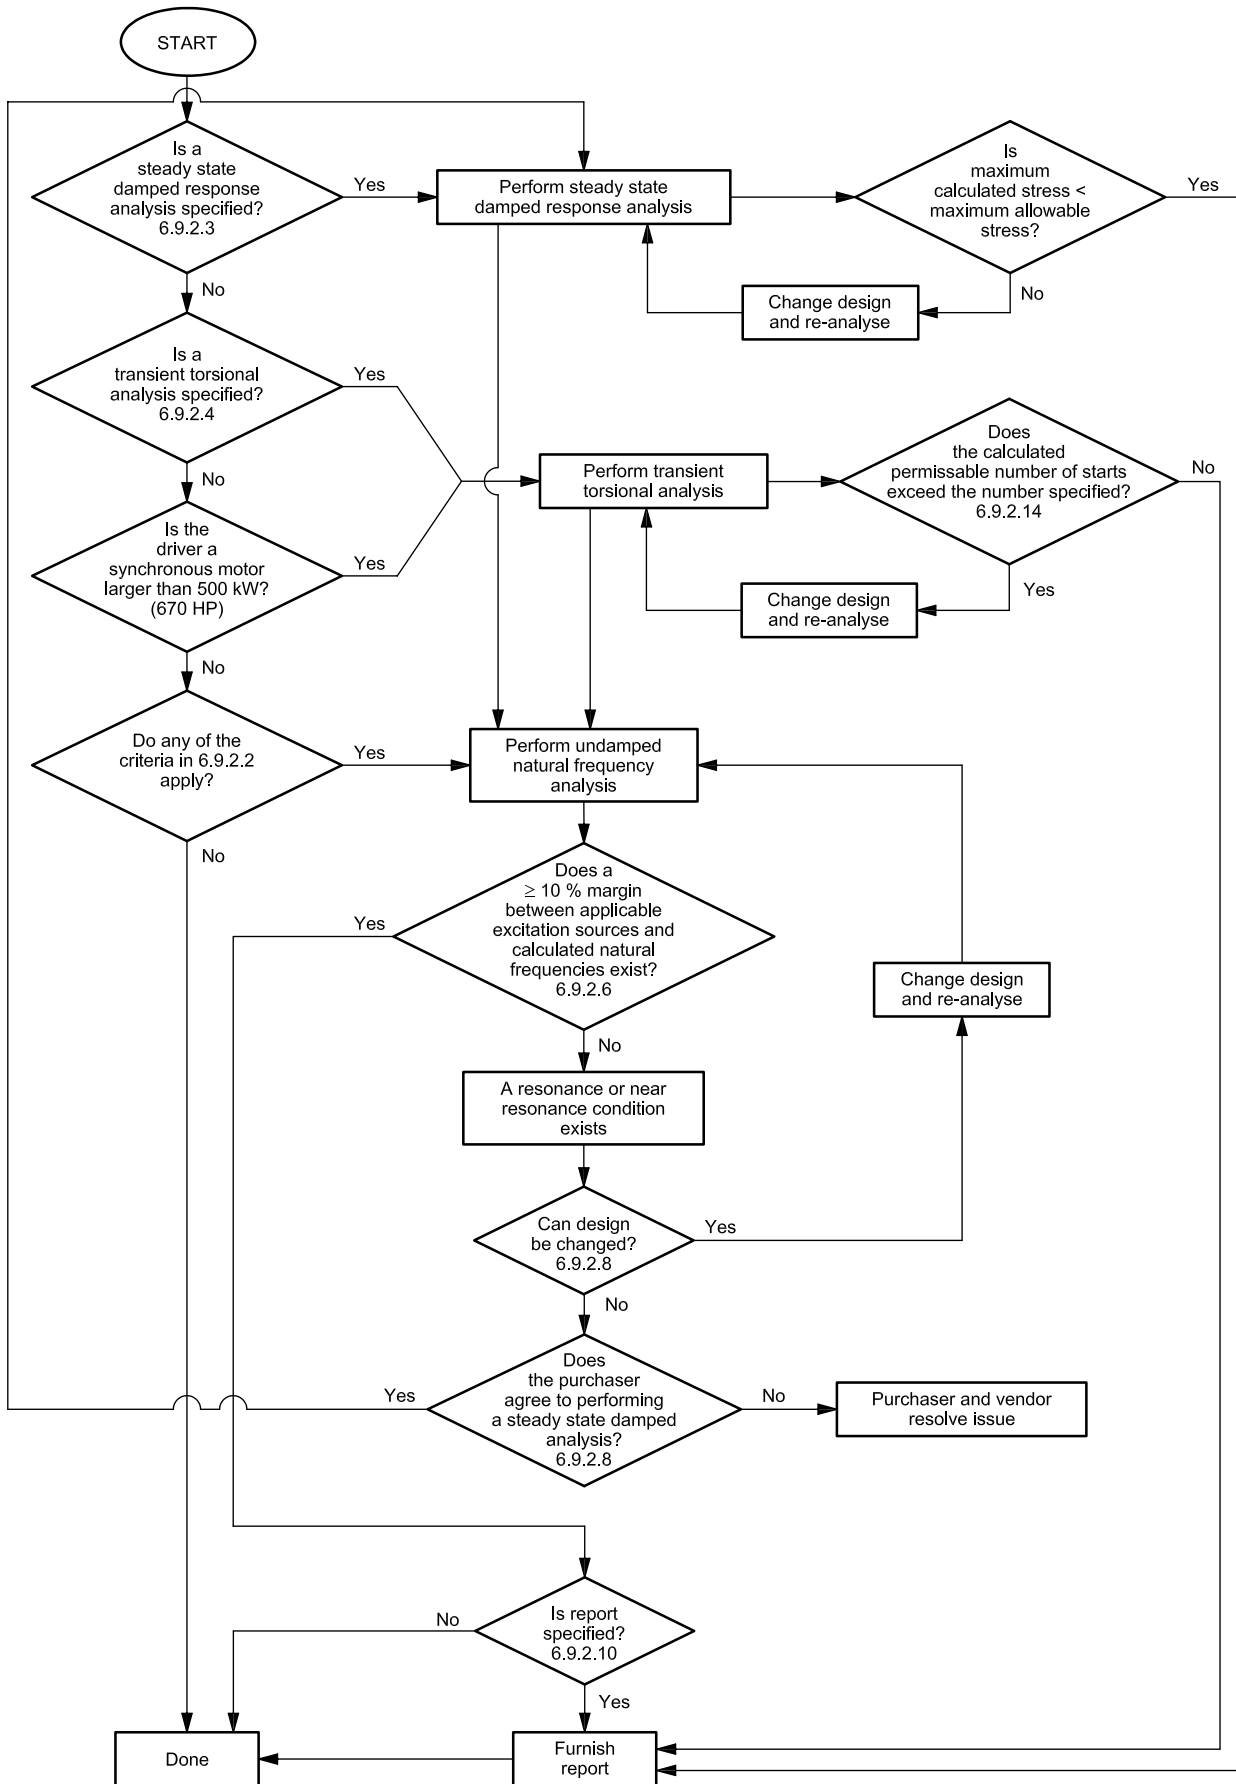 START
Is a
steady state
damped response
analysis specified?
6.9.2.3
Yes
No
Perform steady state
damped response analysis
Is
maximum
calculated stress <
maximum allowable
stress?
Yes
No
Change design
and re-analyse
Is a
transient torsional
analysis specified?
6.9.2.4
Yes
No
Perform transient
torsional analysis
Does
the calculated
permissable number of starts
exceed the number specified?
6.9.2.14
No
Yes
Change design
and re-analyse
Is the
driver a
synchronous motor
larger than 500 kW?
(670 HP)
Yes
No
Do any of the
criteria in 6.9.2.2
apply?
Yes
No
Perform undamped
natural frequency
analysis
Does a
≥ 10 % margin
between applicable
excitation sources and
calculated natural
frequencies exist?
6.9.2.6
Yes
No
Change design
and re-analyse
A resonance or near
resonance condition
exists
Can design
be changed?
6.9.2.8
Yes
No
Does
the purchaser
agree to performing
a steady state damped
analysis?
6.9.2.8
Yes
No
Purchaser and vendor
resolve issue
Is report
specified?
6.9.2.10
No
Yes
Done
Furnish
report